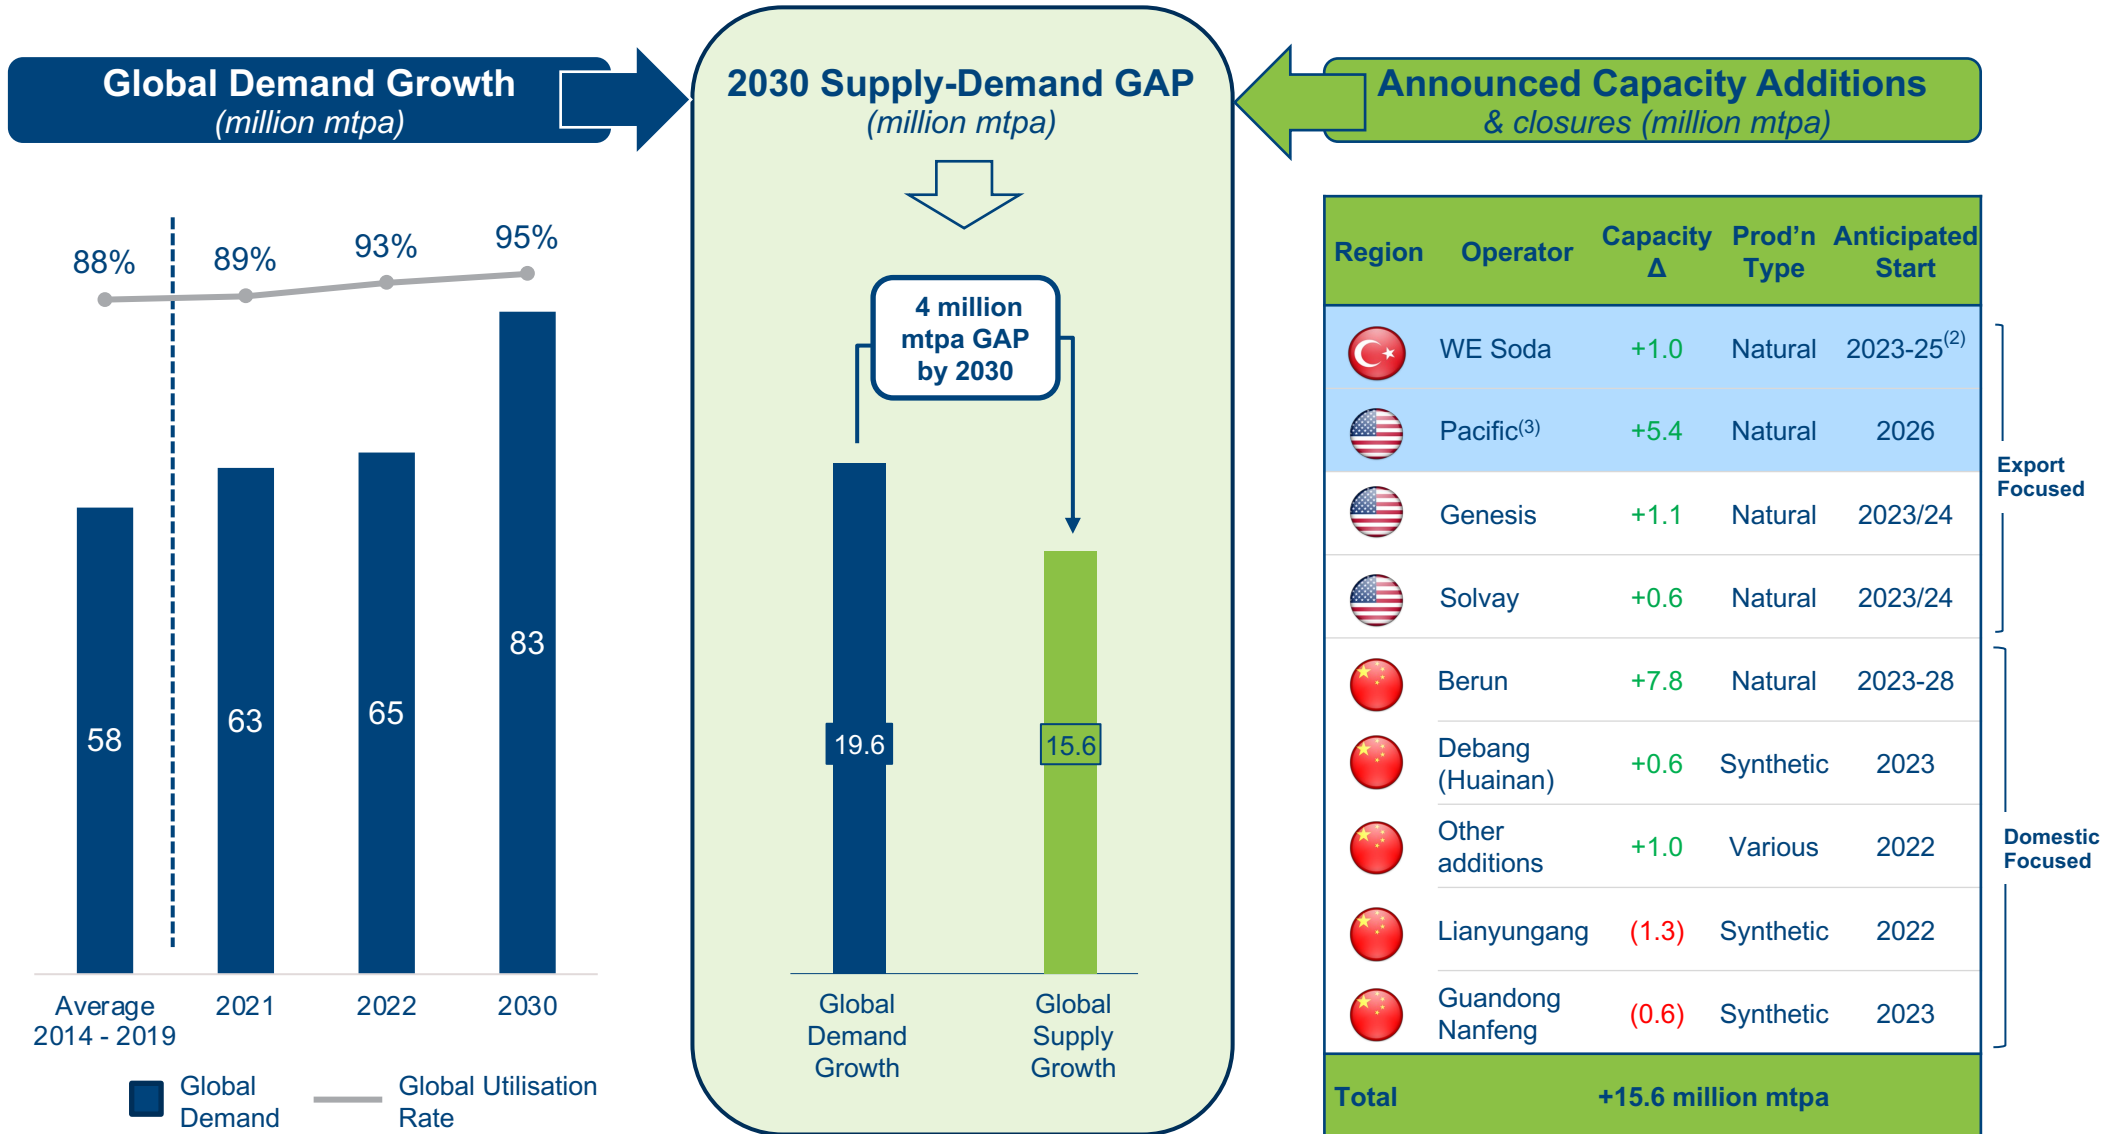 Global Demand Growth
(million mtpa)
88%
89%
93%
95%
58
63
65
83
Average
2014 - 2019
2021
2022
2030
Global
Demand
Global Utilisation
Rate
2030 Supply-Demand GAP
(million mtpa)
4 million
mtpa GAP
by 2030
19.6
15.6
Global
Demand
Growth
Global
Supply
Growth
Announced Capacity Additions
& closures (million mtpa)
Region Operator Capacity Δ Prod’n Type Anticipated Start
WE Soda +1.0 Natural 2023-25(2)
Pacific(3) +5.4 Natural 2026
Genesis +1.1 Natural 2023/24
Solvay +0.6 Natural 2023/24
Berun +7.8 Natural 2023-28
Debang
(Huainan) +0.6 Synthetic 2023
Other
additions +1.0 Various 2022
Lianyungang (1.3) Synthetic 2022
Guandong
Nanfeng (0.6) Synthetic 2023
Total +15.6 million mtpa
Export
Focused
Domestic
Focused